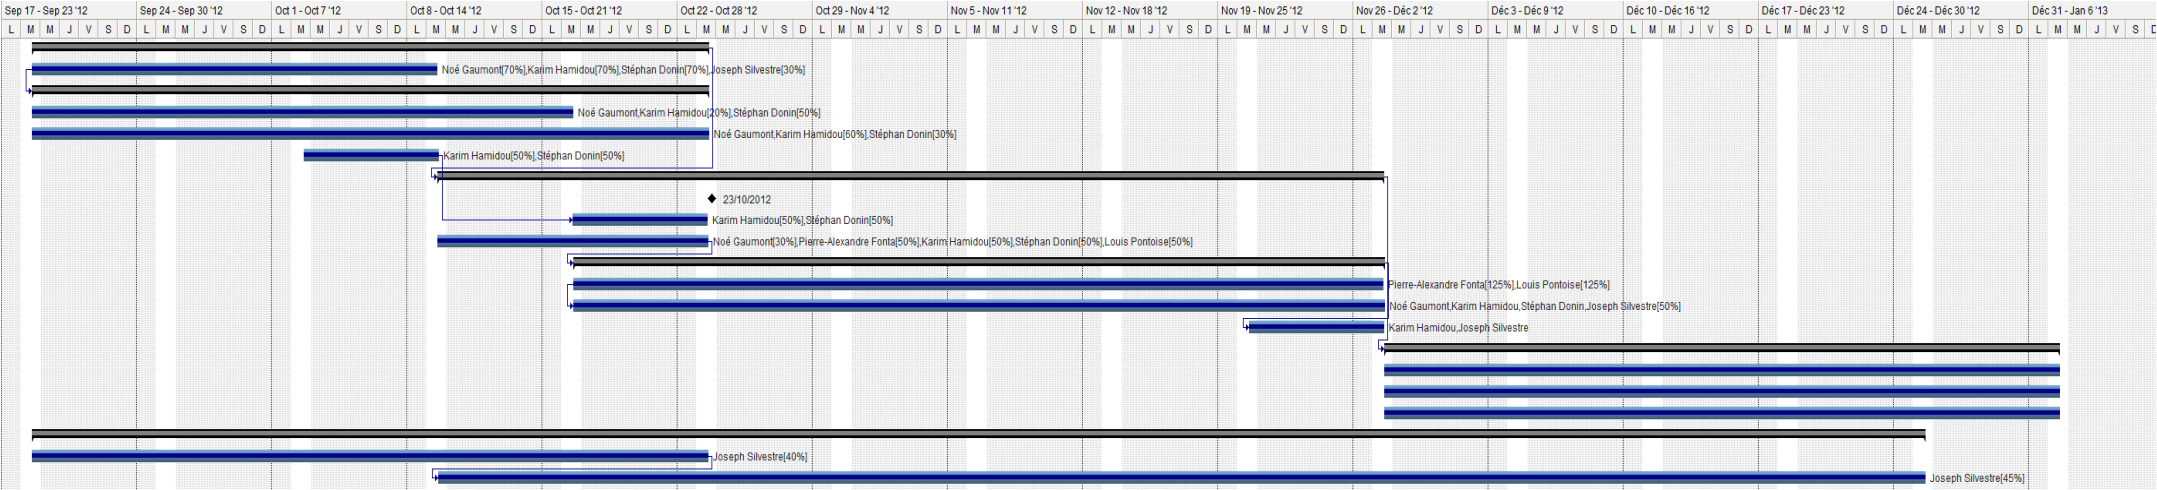 Sep 17 - Sep 23 '12 Sep 24 - Sep 30 '12 Oct 1 - Oct 7 '12 Oct 8 - Oct 14 '12 Oct 15 - Oct 21 '12 Oct 22 - Oct 28 '12 Oct 29 - Nov 4 '12 Nov 5 - Nov 11 '12 Nov 12 - Nov 18 '12 Nov 19 - Nov 25 '12 Nov 26 - Déc 2 '12 Déc 3 - Déc 9 '12 Déc 10 - Déc 16 '12 Déc 17 - Déc 23 '12 Déc 24 - Déc 30 '12 Déc 31 - Jan 6 '13
L M M J V S D L M M J V S D L M M J V S D L M M J V S D L M M J V S D L M M J V S D L M M J V S D L M M J V S D L M M J V S D L M M J V S D L M M J V S D L M M J V S D L M M J V S D L M M J V S D L M M J V S D L M M J V S D
Noé Gaumont[70%],Karim Hamidou[70%],Stéphan Donin[70%],Joseph Silvestre[30%]
Noé Gaumont,Karim Hamidou[20%],Stéphan Donin[50%]
Noé Gaumont,Karim Hamidou[60%],Stéphan Donin[30%]
Karim Hamidou[50%],Stéphan Donin[50%]
23/10/2012
Karim Hamidou[50%],Stéphan Donin[50%]
Noé Gaumont[30%],Pierre-Alexandre Fonta[50%],Karim Hamidou[50%],Stéphan Donin[50%],Louis Pontoise[50%]
Pierre-Alexandre Fonta[125%],Louis Pontoise[125%]
Noé Gaumont,Karim Hamidou,Stéphan Donin,Joseph Silvestre[50%]
Karim Hamidou,Joseph Silvestre
Joseph Silvestre[40%]
Joseph Silvestre[45%]